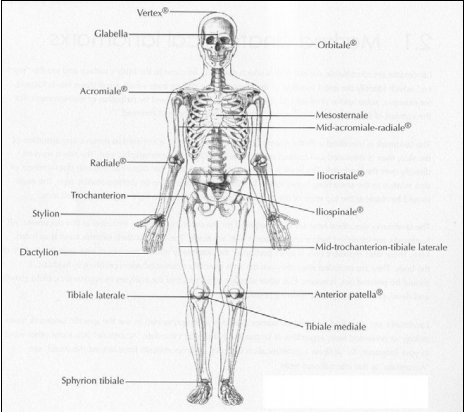 Vertex®
Glabella
Orbitale®
Acromiale®
Mesosternale
Mid-acromiale-radiale®
Radiale®
Iliocristale®
Trochanterion
Iliospinale®
Stylion
Mid-trochanterion-tibiale laterale
Dactylion
Tibiale laterale
Anterior patella®
Tibiale mediale
Sphyrion tibiale